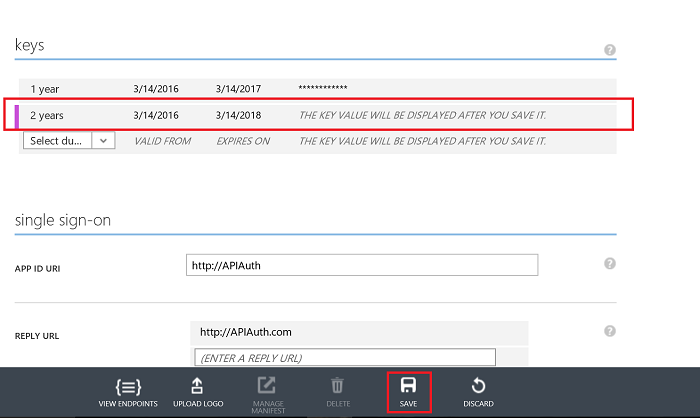 keys ?
1 year 3/14/2016 3/14/2017 ************
2 years 3/14/2016 3/14/2018 THE KEY VALUE WILL BE DISPLAYED AFTER YOU SAVE IT.
Select du... VALID FROM EXPIRES ON THE KEY VALUE WILL BE DISPLAYED AFTER YOU SAVE IT.
single sign-on
APP ID URI http://APIAuth ?
REPLY URL http://APIAuth.com ?
(ENTER A REPLY URL)
VIEW ENDPOINTS UPLOAD LOGO MANAGE MANIFEST DELETE SAVE DISCARD